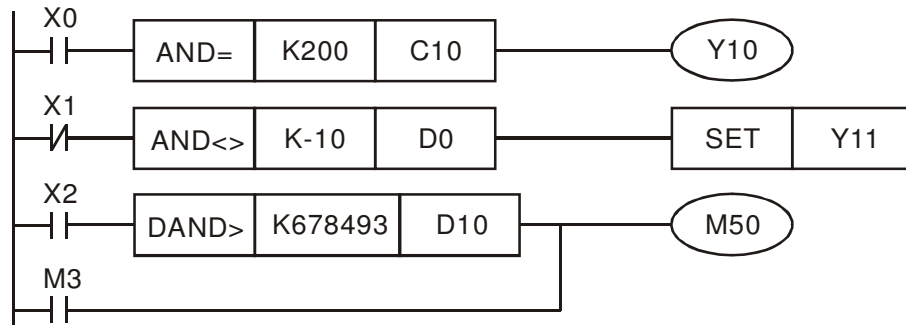 X0
AND= K200 C10 Y10
X1
AND<> K-10 D0 SET Y11
X2
DAND> K678493 D10 M50
M3